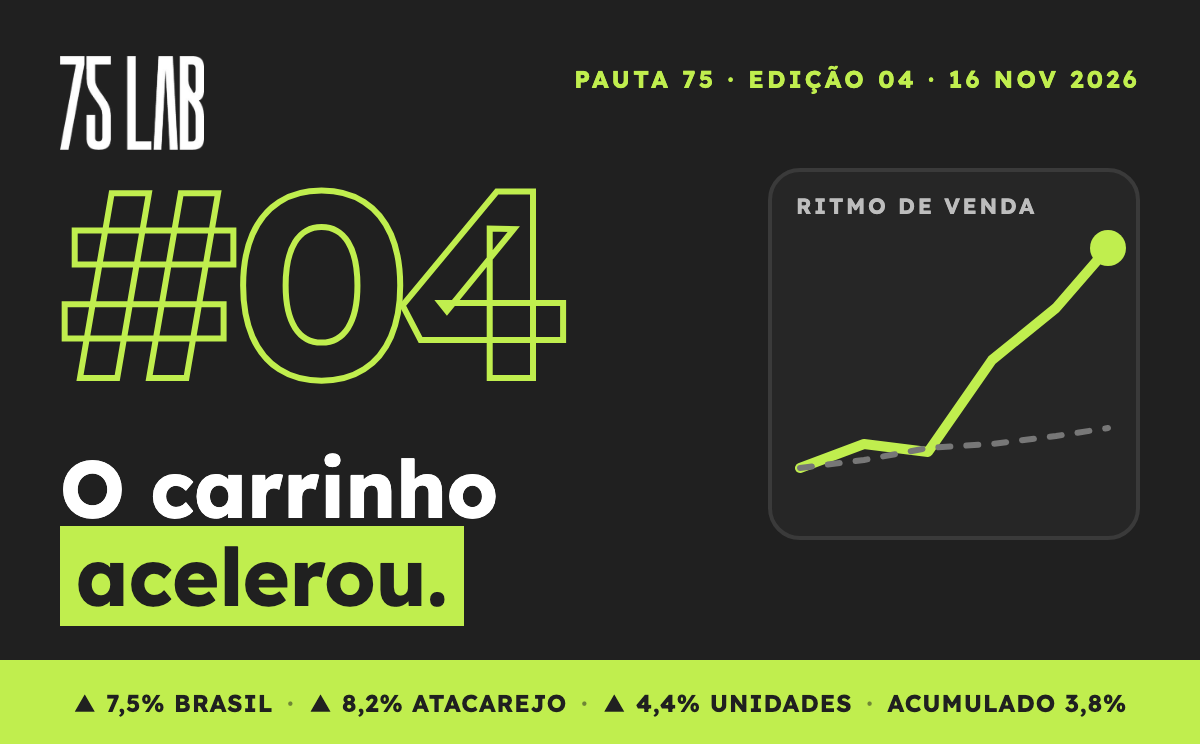 75 LAB
PAUTA 75 · EDIÇÃO 04 · 16 NOV 2026
#04
RITMO DE VENDA
O carrinho
acelerou.
▲ 7,5% BRASIL · ▲ 8,2% ATACAREJO · ▲ 4,4% UNIDADES · ACUMULADO 3,8%